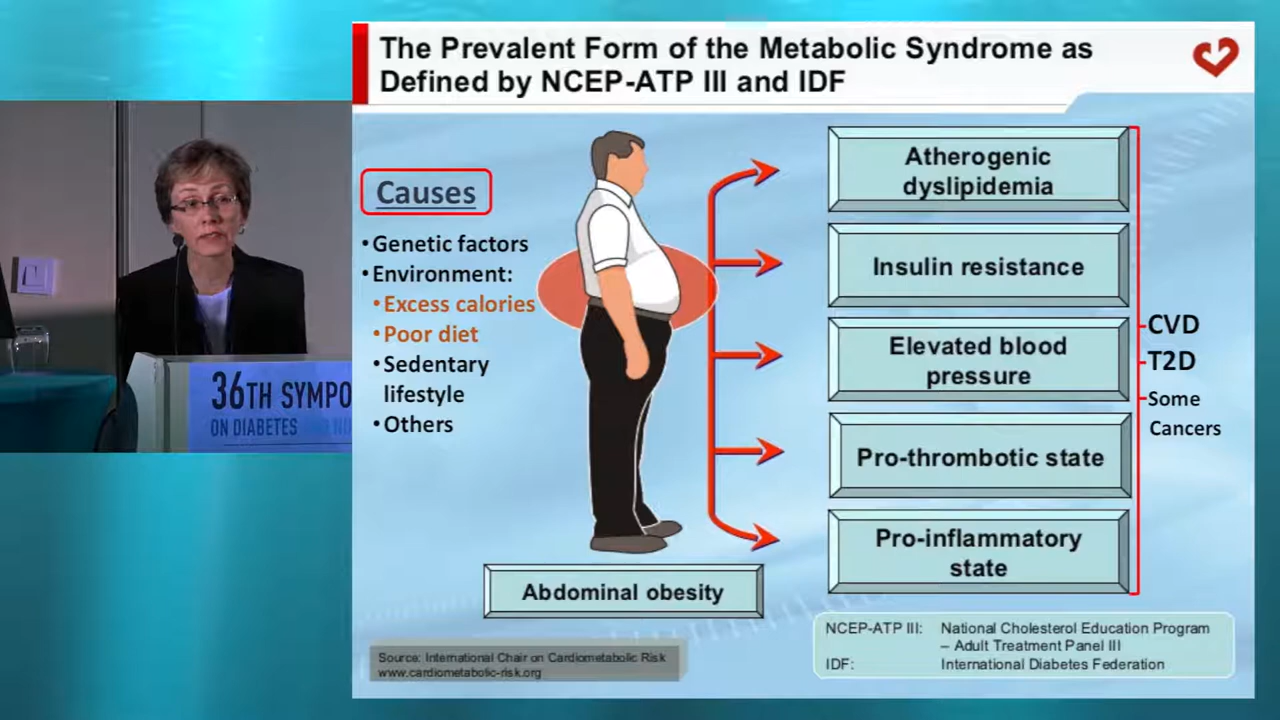 The Prevalent Form of the Metabolic Syndrome as
Defined by NCEP-ATP III and IDF
Causes
•Genetic factors
•Environment:
•Excess calories
•Poor diet
•Sedentary
lifestyle
•Others
Abdominal obesity
Atherogenic
dyslipidemia
Insulin resistance
Elevated blood
pressure
Pro-thrombotic state
Pro-inflammatory
state
CVD
T2D
Some
Cancers
NCEP-ATP III: National Cholesterol Education Program
– Adult Treatment Panel III
IDF: International Diabetes Federation
Source: International Chair on Cardiometabolic Risk
www.cardiometabolic-risk.org
36TH SYMPO
ON DIABETES